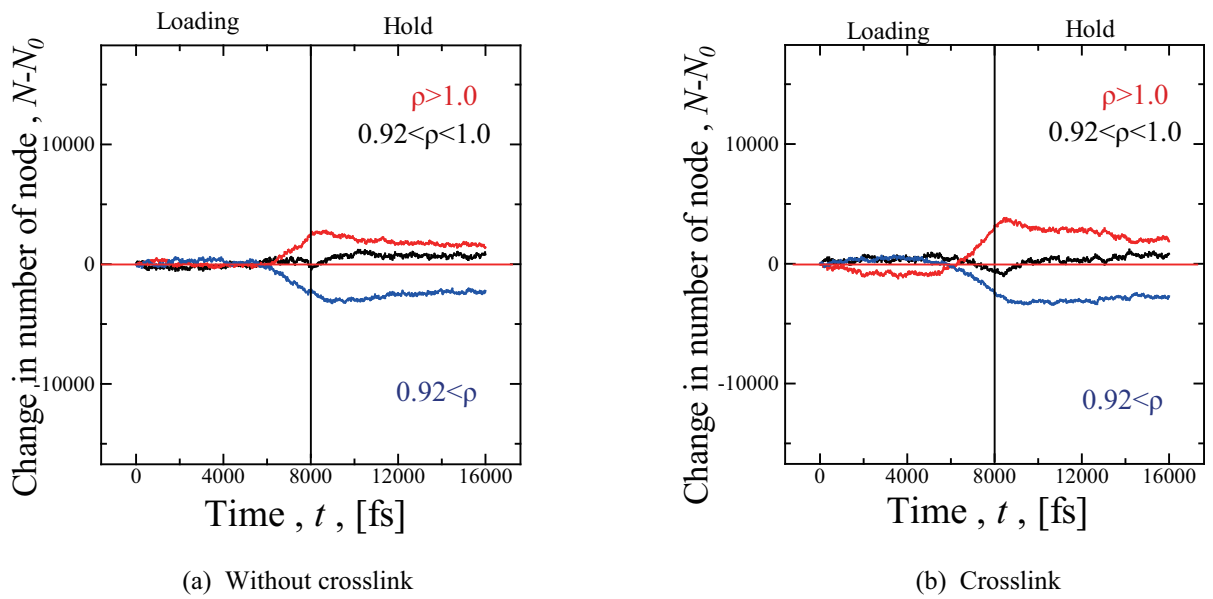 Loading
Hold
Change in number of node , N-N0
ρ>1.0
0.92<ρ<1.0
10000
0
-10000
0.92<ρ
0 4000 8000 12000 16000
Time , t , [fs]
(a) Without crosslink
Loading
Hold
Change in number of node , N-N0
ρ>1.0
0.92<ρ<1.0
10000
0
-10000
0.92<ρ
0 4000 8000 12000 16000
Time , t , [fs]
(b) Crosslink